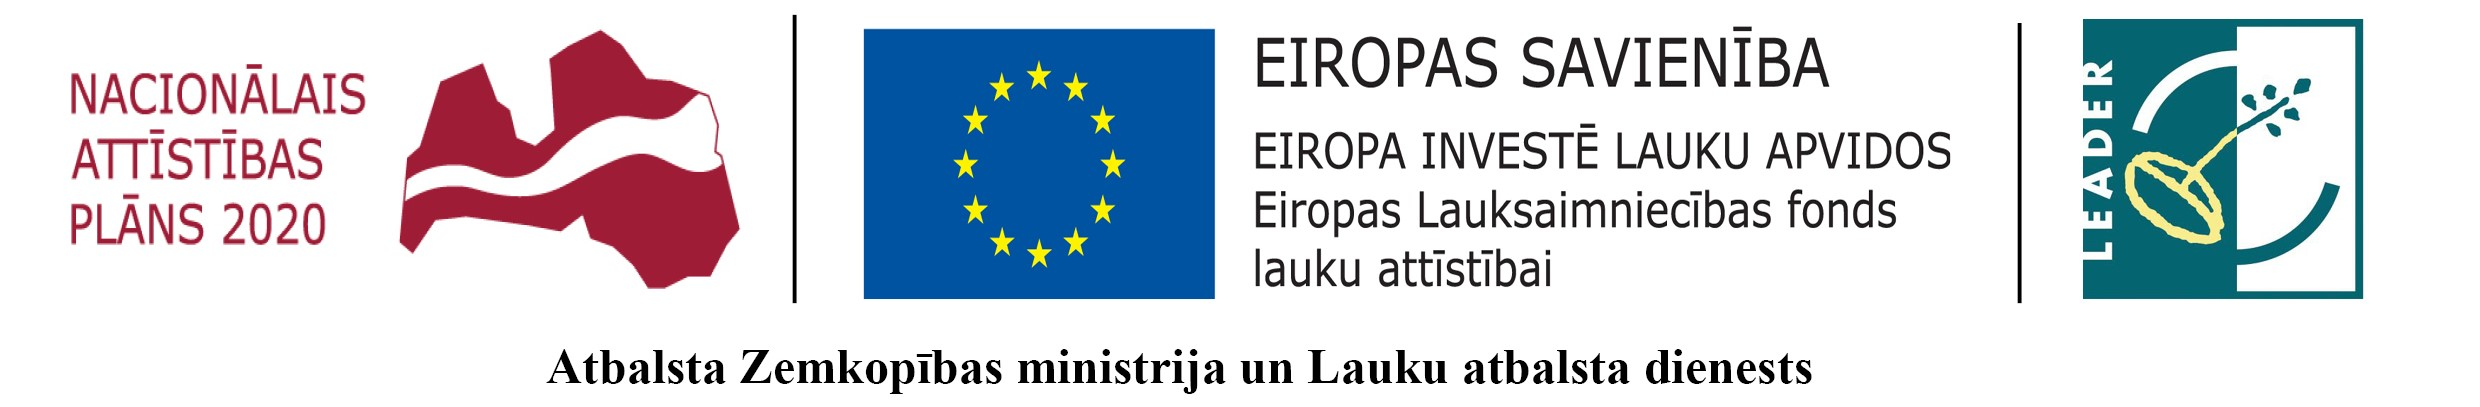 NACIONĀLAIS
ATTĪSTĪBAS
PLĀNS 2020
EIROPAS SAVIENĪBA
EIROPA INVESTĒ LAUKU APVIDOS
Eiropas Lauksaimniecības fonds
lauku attīstībai
LEADER
Atbalsta Zemkopības ministrija un Lauku atbalsta dienests